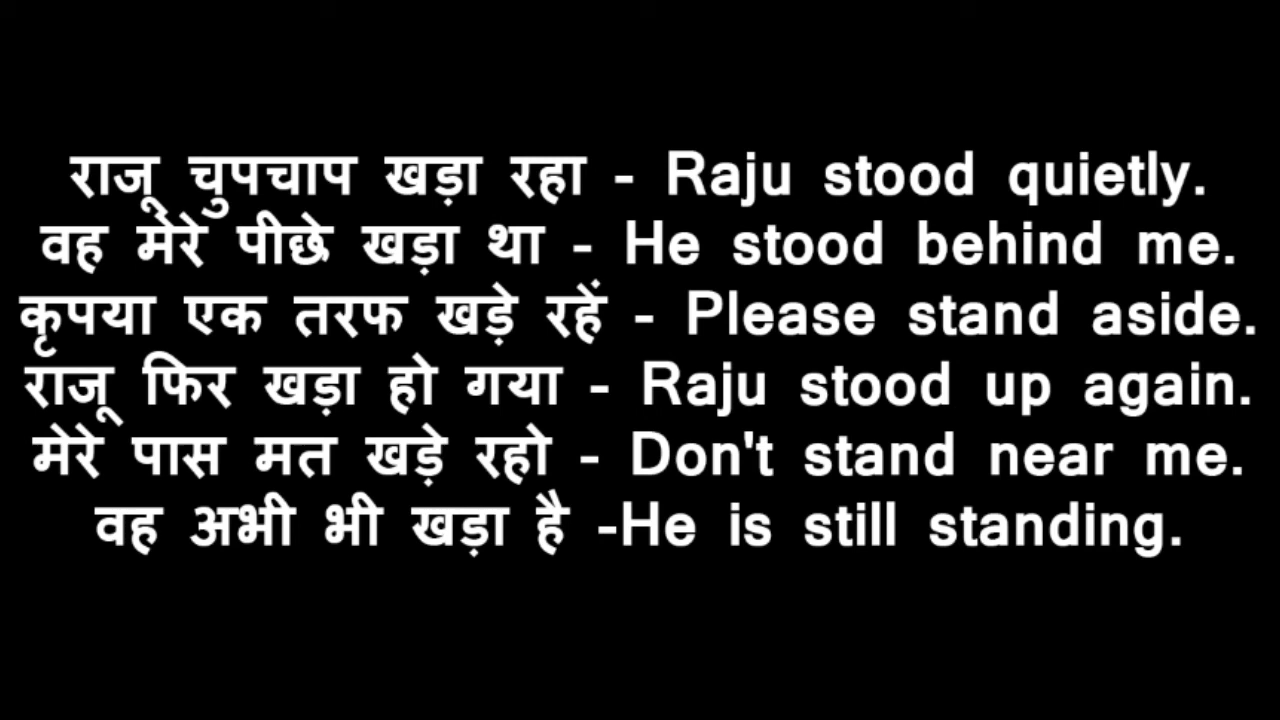 राजू चुपचाप खड़ा रहा - Raju stood quietly.
वह मेरे पीछे खड़ा था - He stood behind me.
कृपया एक तरफ खड़े रहें - Please stand aside.
राजू फिर खड़ा हो गया - Raju stood up again.
मेरे पास मत खड़े रहो - Don't stand near me.
वह अभी भी खड़ा है -He is still standing.